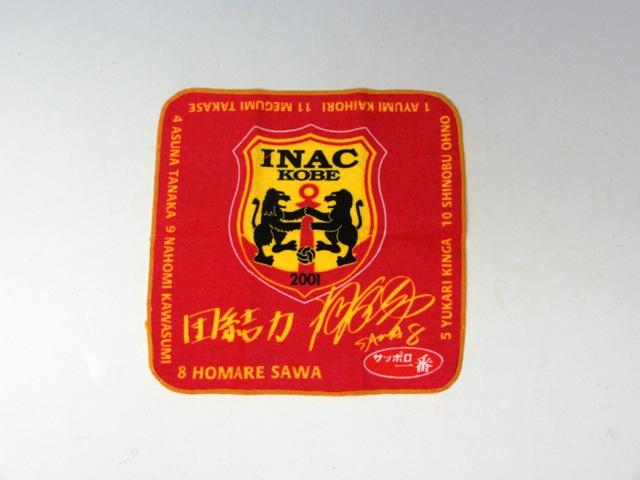 1 AYUMI KAIHORI 11 MEGUMI TAKASE
4 ASUNA TANAKA 9 NAHOMI KAWASUMI
5 YUKARI KINGA 10 SHINOBU OHNO
INAC
KOBE
2001
団結力
SAWA 8
サッポロ
一番
8 HOMARE SAWA